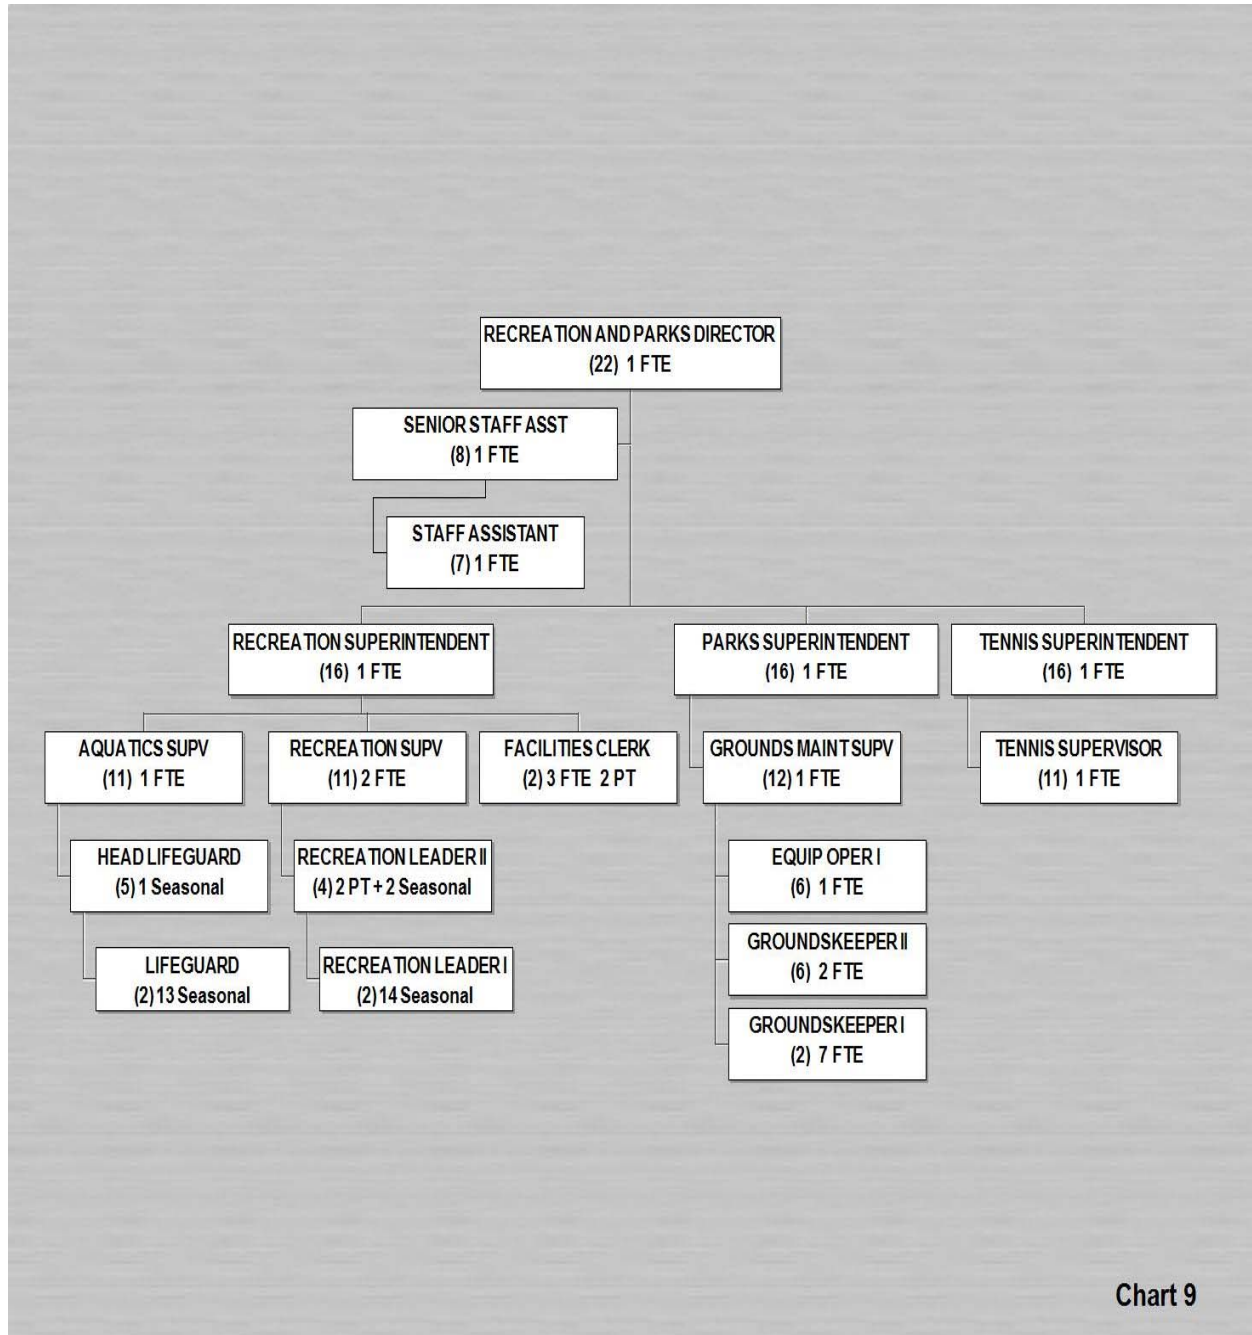 RECREATION AND PARKS DIRECTOR
(22) 1 FTE
SENIOR STAFF ASST
(8) 1 FTE
STAFF ASSISTANT
(7) 1 FTE
RECREATION SUPERINTENDENT
(16) 1 FTE
PARKS SUPERINTENDENT
(16) 1 FTE
TENNIS SUPERINTENDENT
(16) 1 FTE
AQUATICS SUPV
(11) 1 FTE
RECREATION SUPV
(11) 2 FTE
FACILITIES CLERK
(2) 3 FTE 2 PT
GROUNDS MAINT SUPV
(12) 1 FTE
TENNIS SUPERVISOR
(11) 1 FTE
HEAD LIFEGUARD
(5) 1 Seasonal
RECREATION LEADER II
(4) 2 PT + 2 Seasonal
EQUIP OPER I
(6) 1 FTE
LIFEGUARD
(2) 13 Seasonal
RECREATION LEADER I
(2) 14 Seasonal
GROUNDSKEEPER II
(6) 2 FTE
GROUNDSKEEPER I
(2) 7 FTE
Chart 9